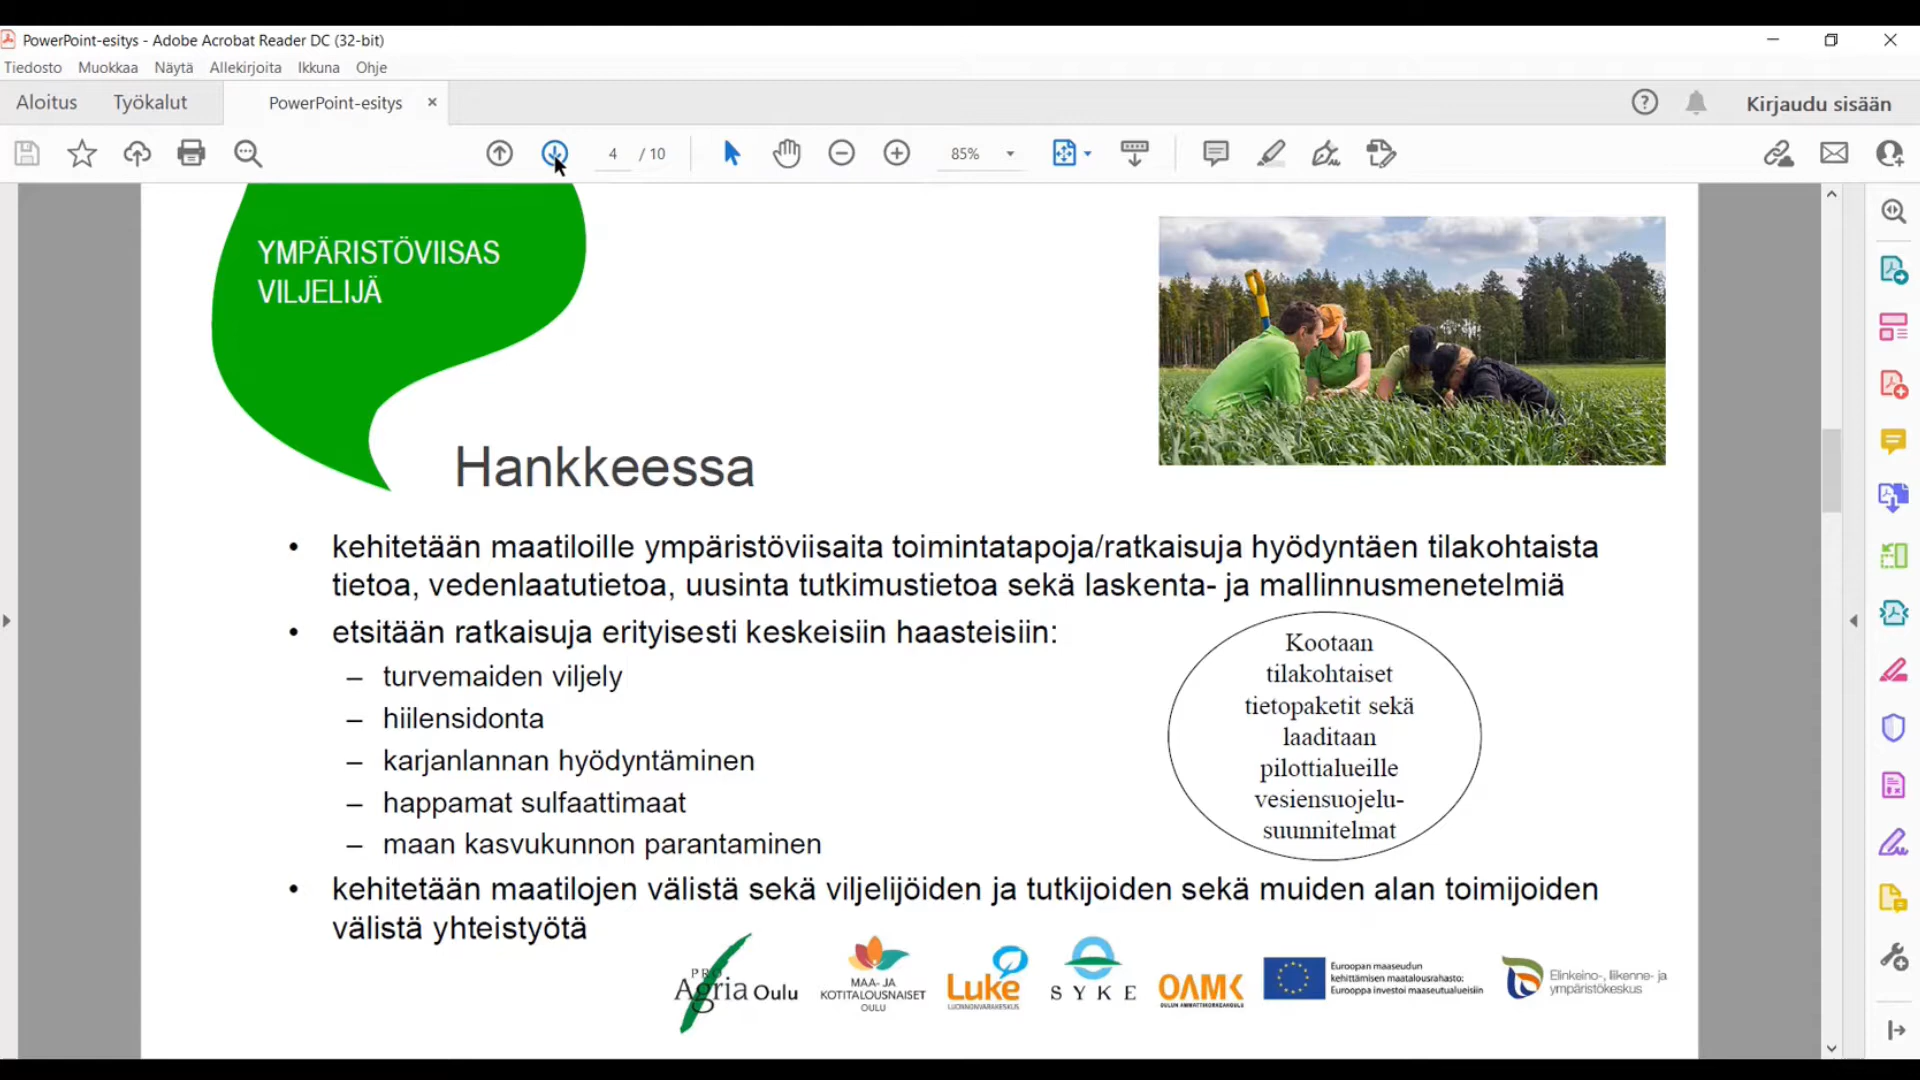 PowerPoint-esitys - Adobe Acrobat Reader DC (32-bit)
Tiedosto Muokkaa Näytä Allekirjoita Ikkuna Ohje
Aloitus Työkalut PowerPoint-esitys Kirjaudu sisään
4 / 10 85%
YMPÄRISTÖVIISAS
VILJELIJÄ
Hankkeessa
• kehitetään maatiloille ympäristöviisaita toimintatapoja/ratkaisuja hyödyntäen tilakohtaista
tietoa, vedenlaatutietoa, uusinta tutkimustietoa sekä laskenta- ja mallinnusmenetelmiä
• etsitään ratkaisuja erityisesti keskeisiin haasteisiin:
– turvemaiden viljely
– hiilensidonta
– karjanlannan hyödyntäminen
– happamat sulfaattimaat
– maan kasvukunnon parantaminen
Kootaan
tilakohtaiset
tietopaketit sekä
laaditaan
pilottialueille
vesiensuojelu-
suunnitelmat
• kehitetään maatilojen välistä sekä viljelijöiden ja tutkijoiden sekä muiden alan toimijoiden
välistä yhteistyötä
PRO
Agria Oulu
MAA- JA
KOTITALOUSNAISET
OULU
Luke
LUONNONVARAKESKUS
SYKE
OAMK
OULUN AMMATTIKORKEAKOULU
Euroopan maaseudun
kehittämisen maatalousrahasto:
Eurooppa investoi maaseutualueisiin
Elinkeino-, liikenne- ja
ympäristökeskus